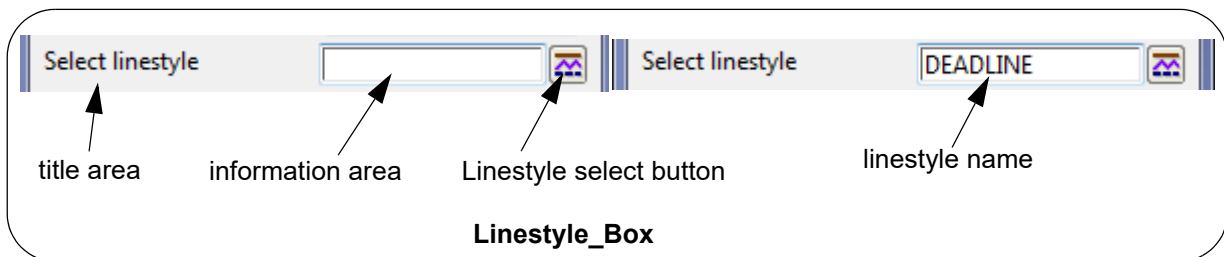 Select linestyle
Select linestyle DEADLINE
title area information area Linestyle select button linestyle name
Linestyle_Box